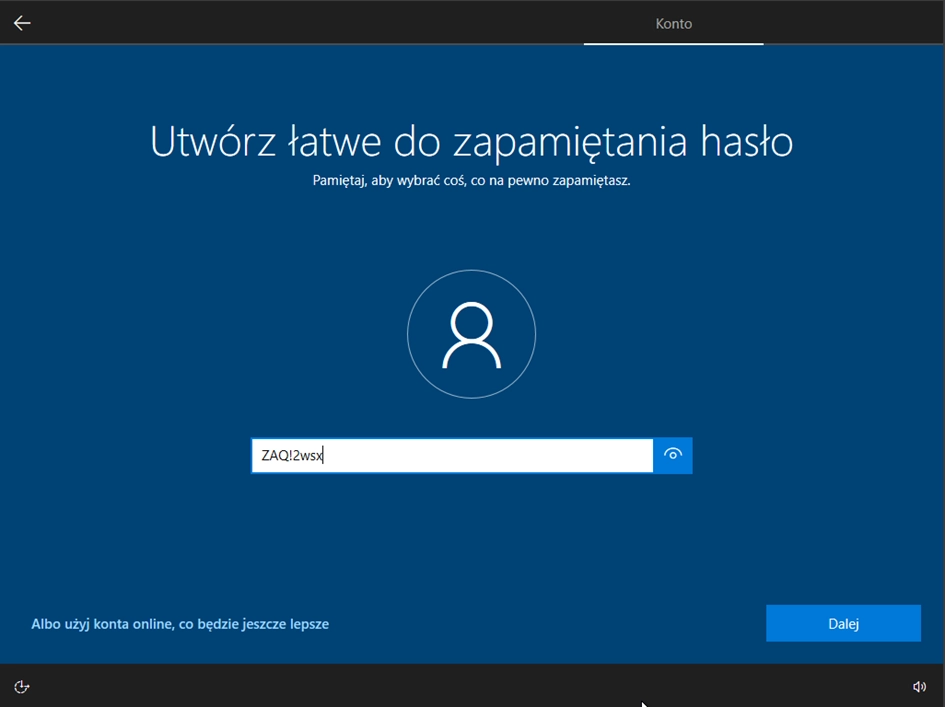 Konto
Utwórz łatwe do zapamiętania hasło
Pamiętaj, aby wybrać coś, co na pewno zapamiętasz.
ZAQ!2wsx
Albo użyj konta online, co będzie jeszcze lepsze
Dalej